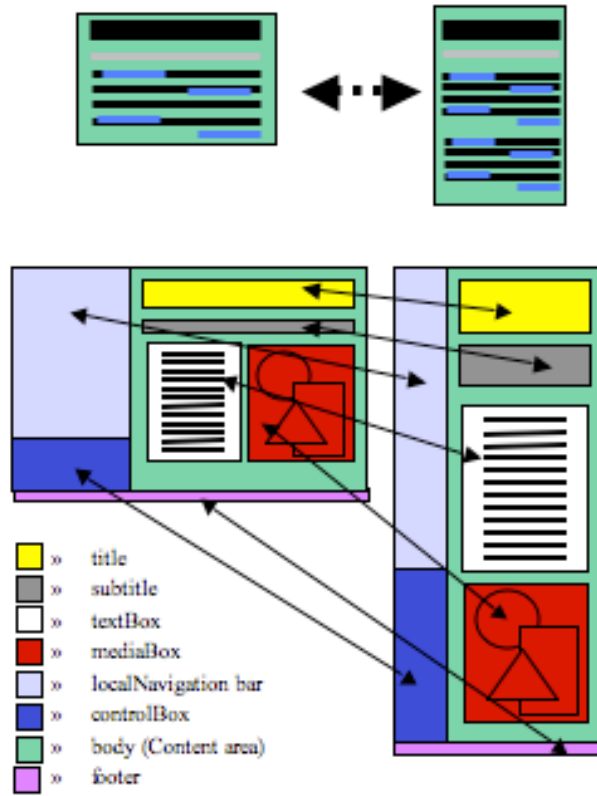 » title
» subtitle
» textBox
» mediaBox
» localNavigation bar
» controlBox
» body (Content area)
» footer